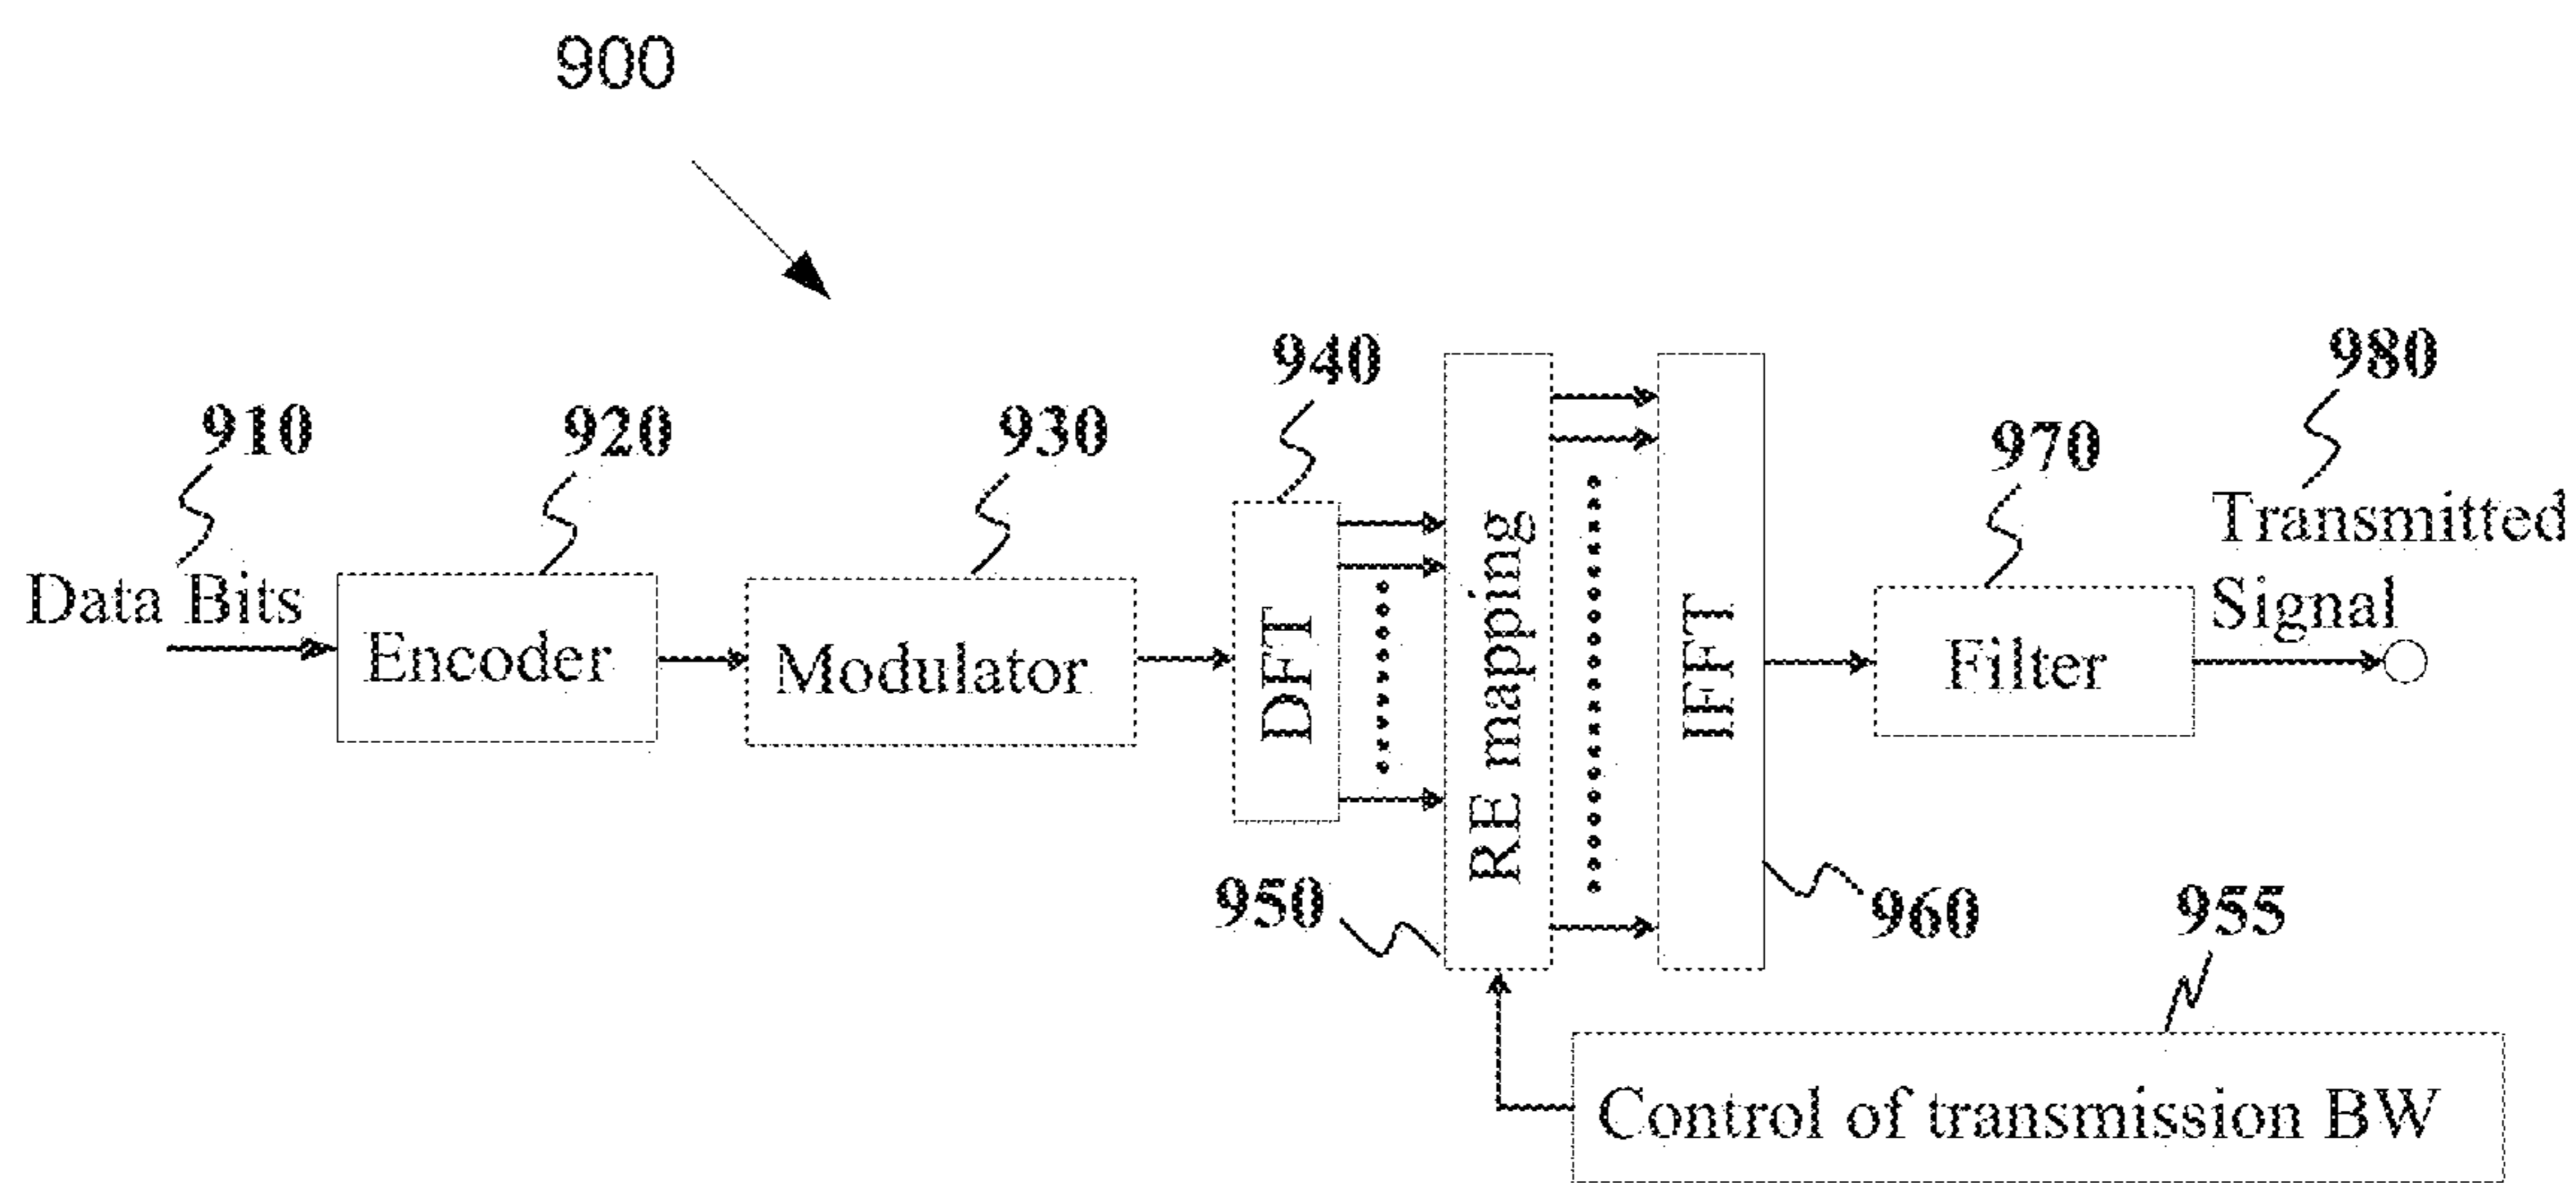 900
940
980
910
920
930
970
Transmitted
Signal
Data Bits
Encoder
Modulator
DFT
RE mapping
IFFT
Filter
950
960
955
Control of transmission BW